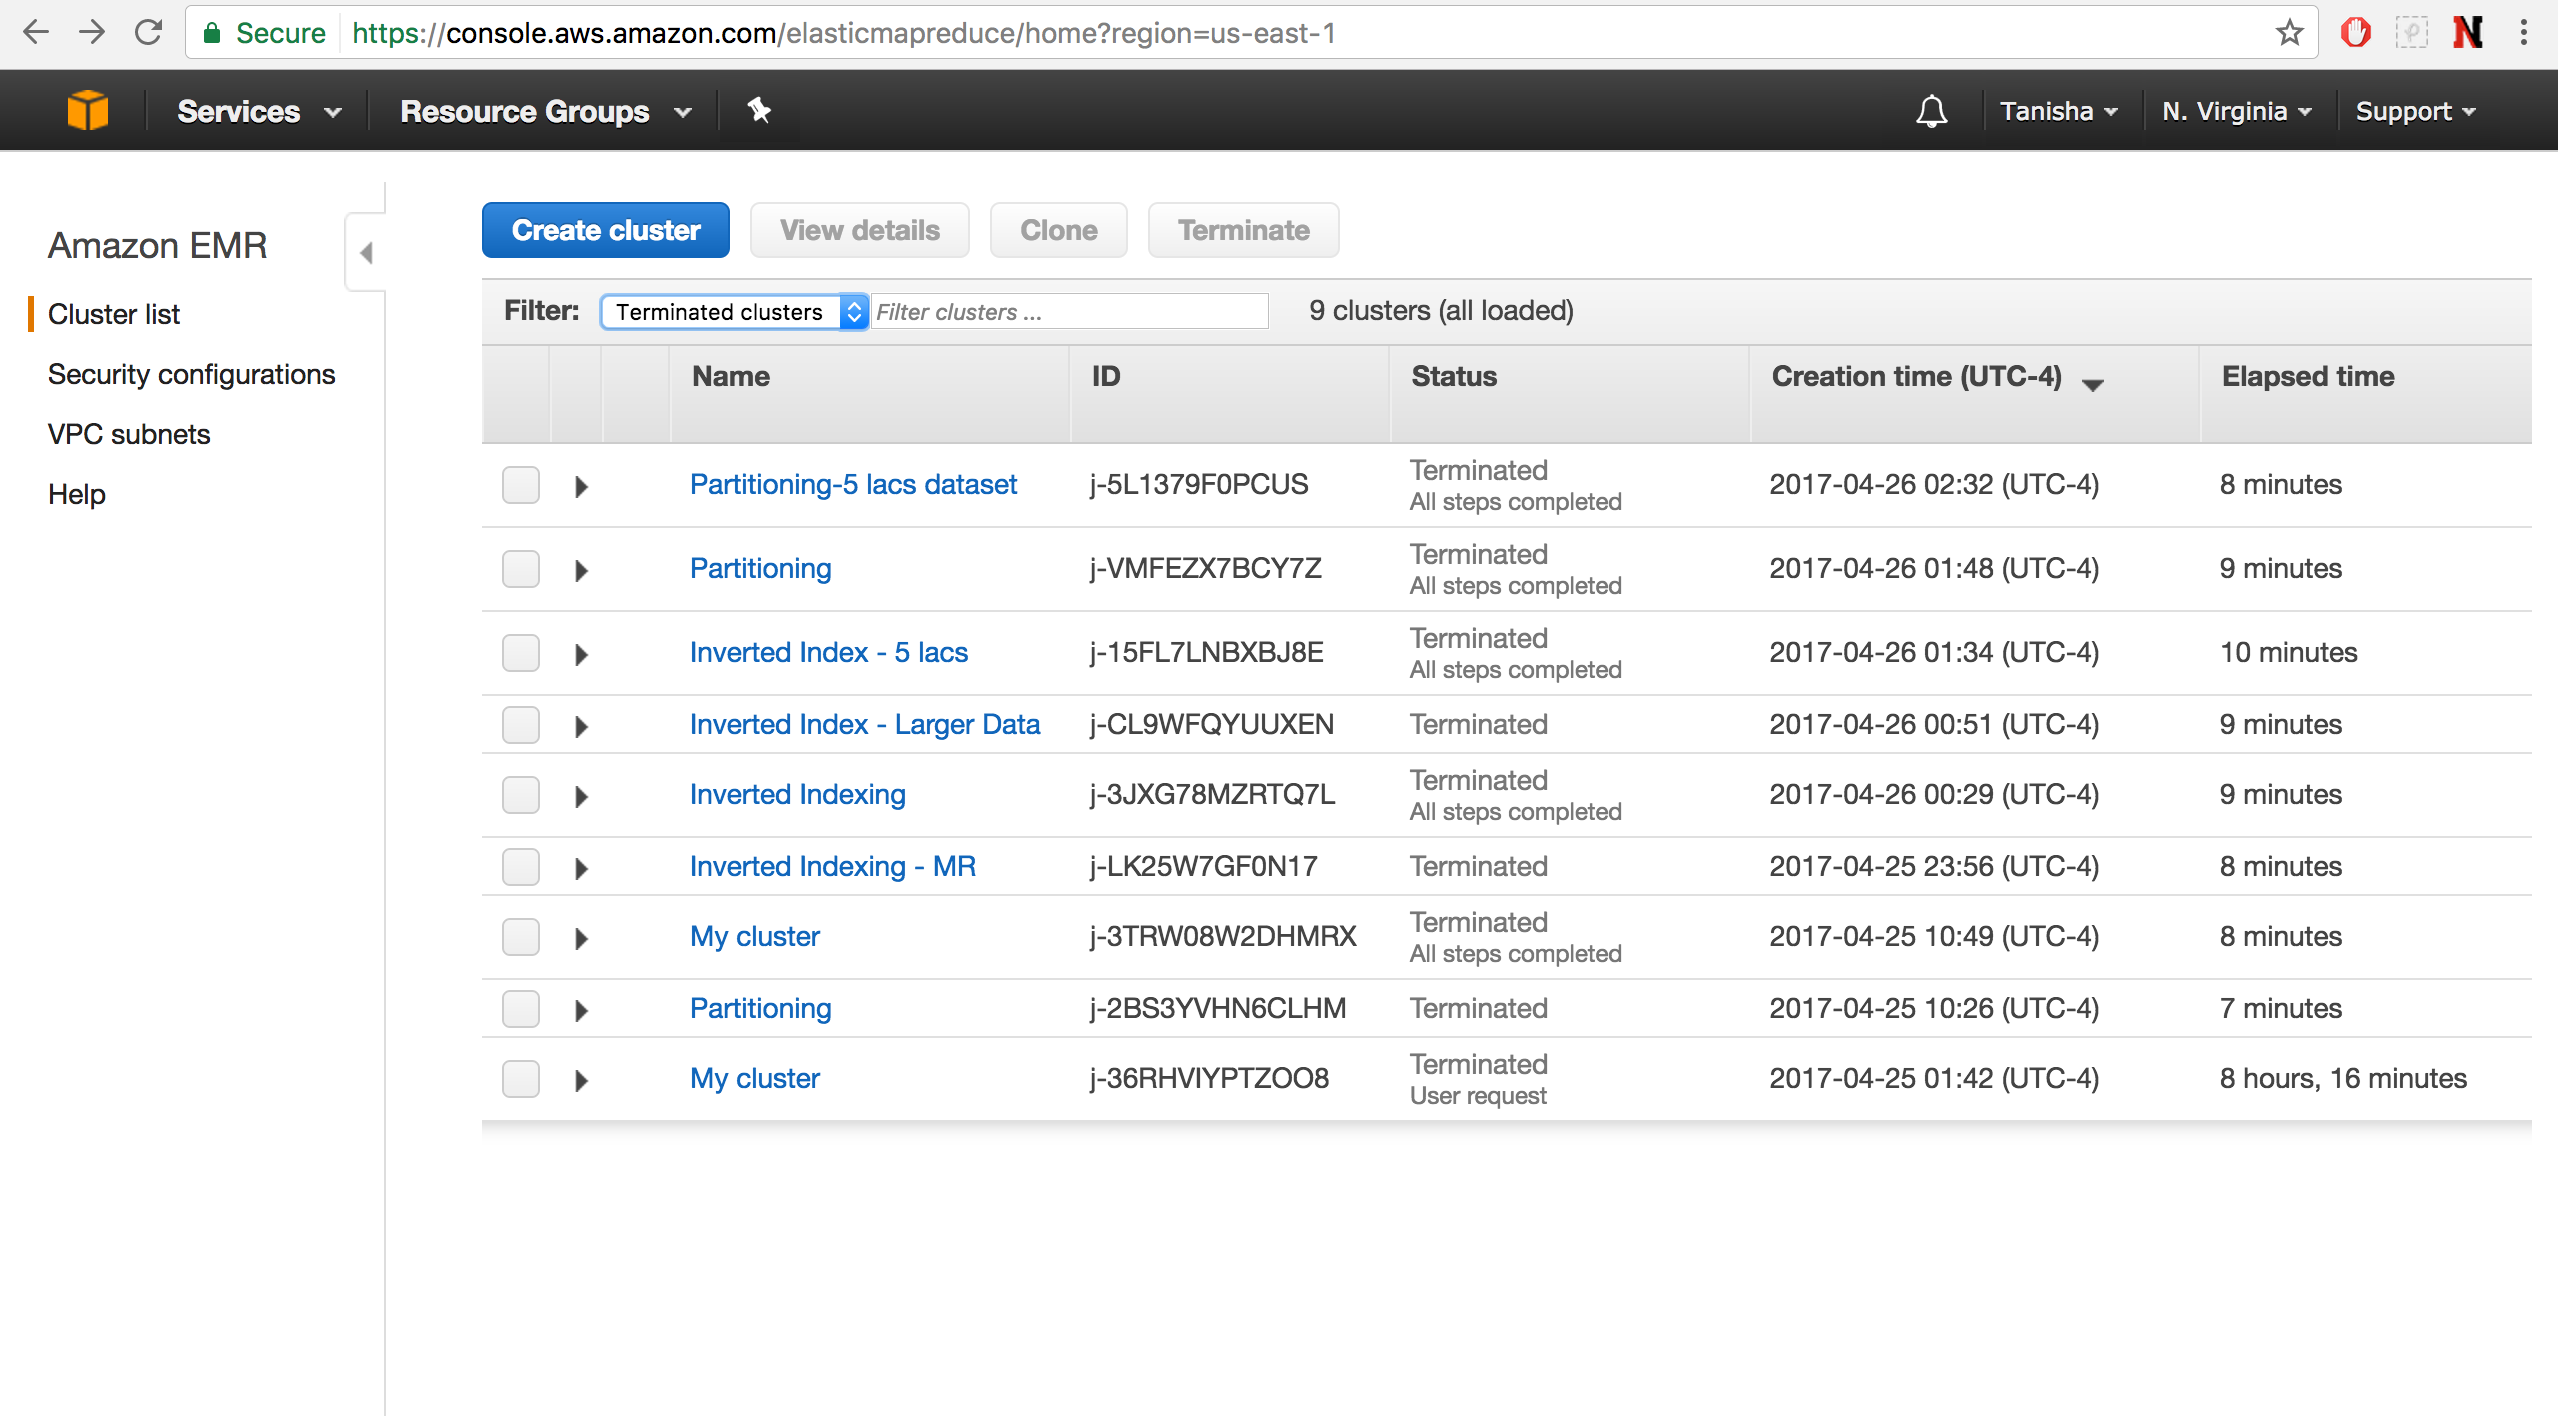 Secure https://console.aws.amazon.com/elasticmapreduce/home?region=us-east-1
Services Resource Groups Tanisha N. Virginia Support
Amazon EMR
Cluster list
Security configurations
VPC subnets
Help
Create cluster View details Clone Terminate
Filter: Terminated clusters Filter clusters ... 9 clusters (all loaded)
Name ID Status Creation time (UTC-4) Elapsed time
Partitioning-5 lacs dataset j-5L1379F0PCUS Terminated 2017-04-26 02:32 (UTC-4) 8 minutes
All steps completed
Partitioning j-VMFEZX7BCY7Z Terminated 2017-04-26 01:48 (UTC-4) 9 minutes
All steps completed
Inverted Index - 5 lacs j-15FL7LNBXBJ8E Terminated 2017-04-26 01:34 (UTC-4) 10 minutes
All steps completed
Inverted Index - Larger Data j-CL9WFQYUUXEN Terminated 2017-04-26 00:51 (UTC-4) 9 minutes
Inverted Indexing j-3JXG78MZRTQ7L Terminated 2017-04-26 00:29 (UTC-4) 9 minutes
All steps completed
Inverted Indexing - MR j-LK25W7GF0N17 Terminated 2017-04-25 23:56 (UTC-4) 8 minutes
My cluster j-3TRW08W2DHMRX Terminated 2017-04-25 10:49 (UTC-4) 8 minutes
All steps completed
Partitioning j-2BS3YVHN6CLHM Terminated 2017-04-25 10:26 (UTC-4) 7 minutes
My cluster j-36RHVIYPTZOO8 Terminated 2017-04-25 01:42 (UTC-4) 8 hours, 16 minutes
User request